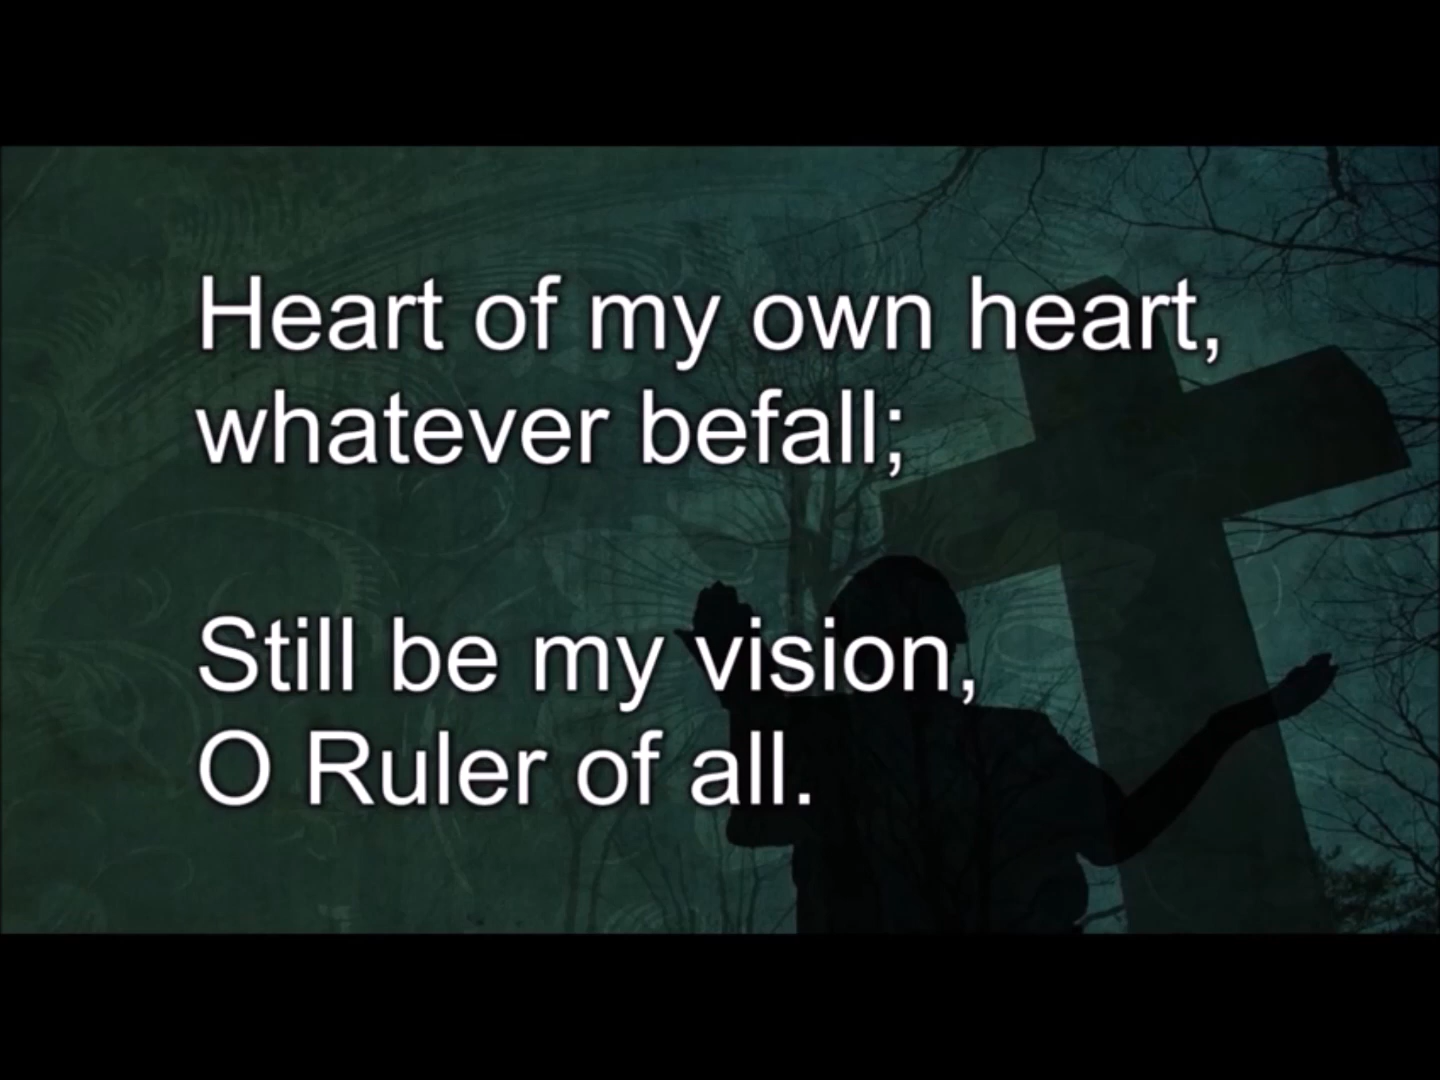 Heart of my own heart,
whatever befall;
Still be my vision,
O Ruler of all.